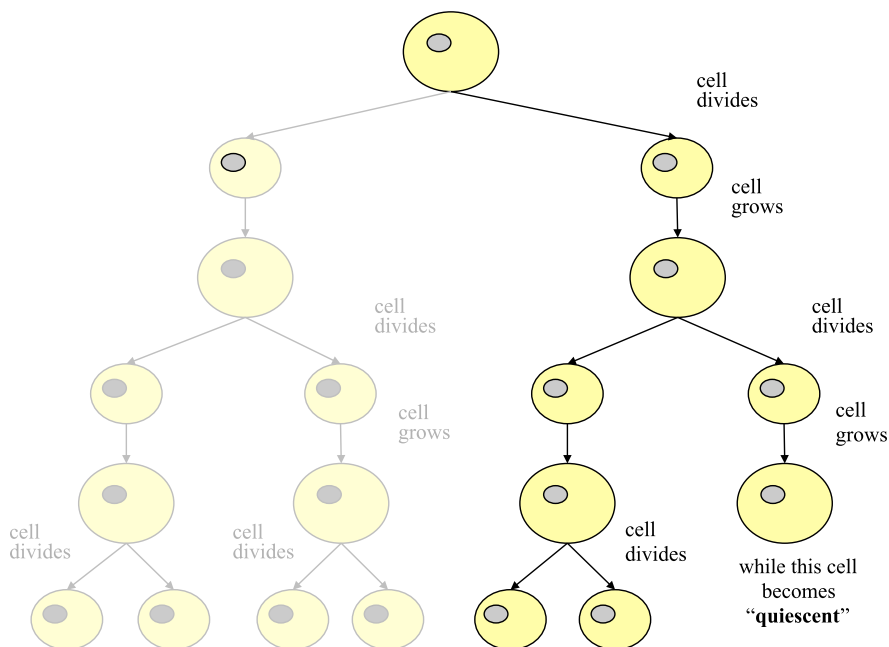 cell
divides
cell
grows
cell
divides
cell
divides
cell
grows
cell
grows
cell
divides
cell
divides
cell
divides
while this cell
becomes
“quiescent”